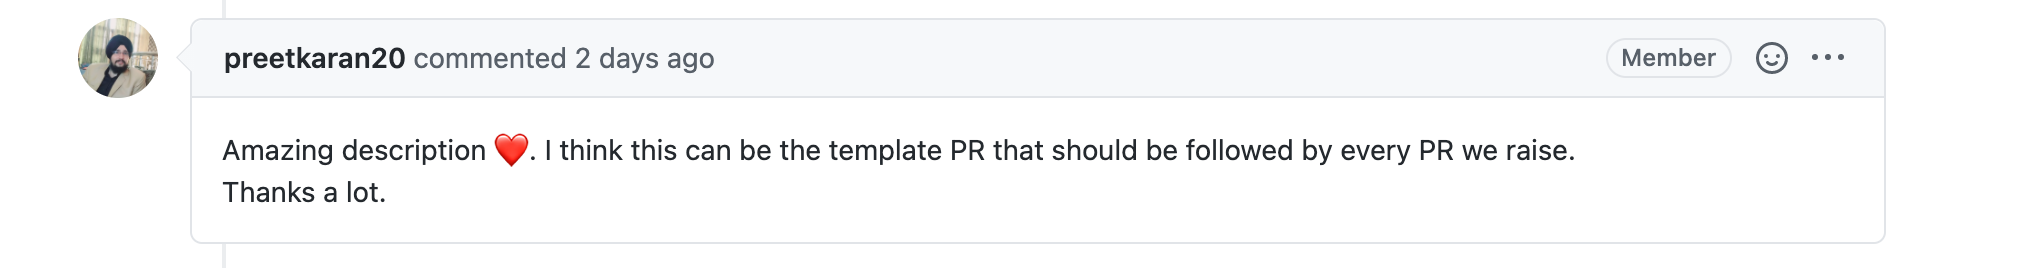 preetkaran20 commented 2 days ago Member
Amazing description ❤️. I think this can be the template PR that should be followed by every PR we raise.
Thanks a lot.